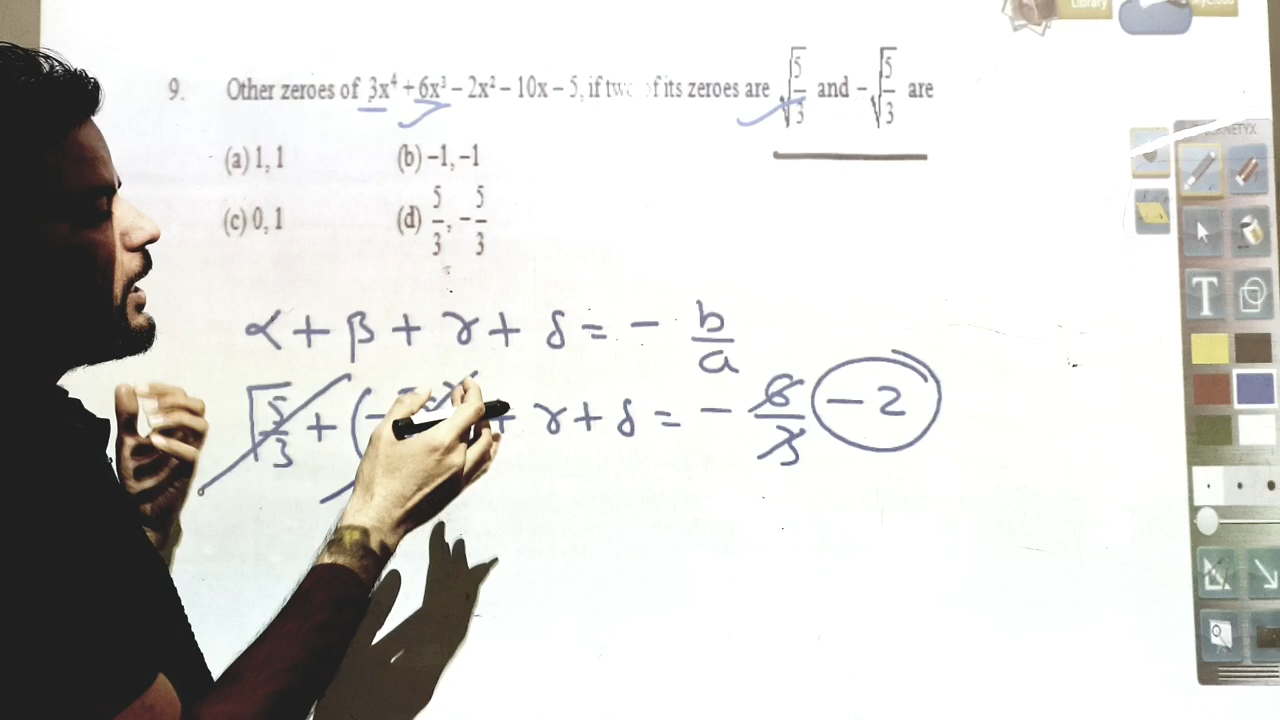 Library
9. Other zeroes of 3x⁴ + 6x³ – 2x² – 10x – 5, if two of its zeroes are √(5/3) and –√(5/3) are
(a) 1, 1 (b) –1, –1
(c) 0, 1 (d) 5/3, –5/3
α + β + γ + δ = – b/a
√(5/3) + (– + γ + δ = – 6/3 – 2
T